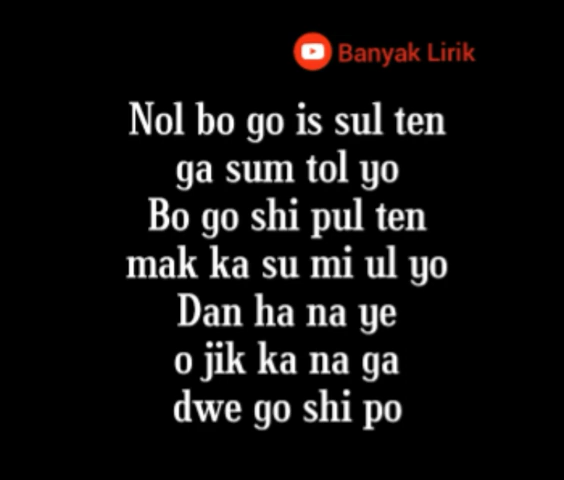 Banyak Lirik
Nol bo go is sul ten
ga sum tol yo
Bo go shi pul ten
mak ka su mi ul yo
Dan ha na ye
o jik ka na ga
dwe go shi po